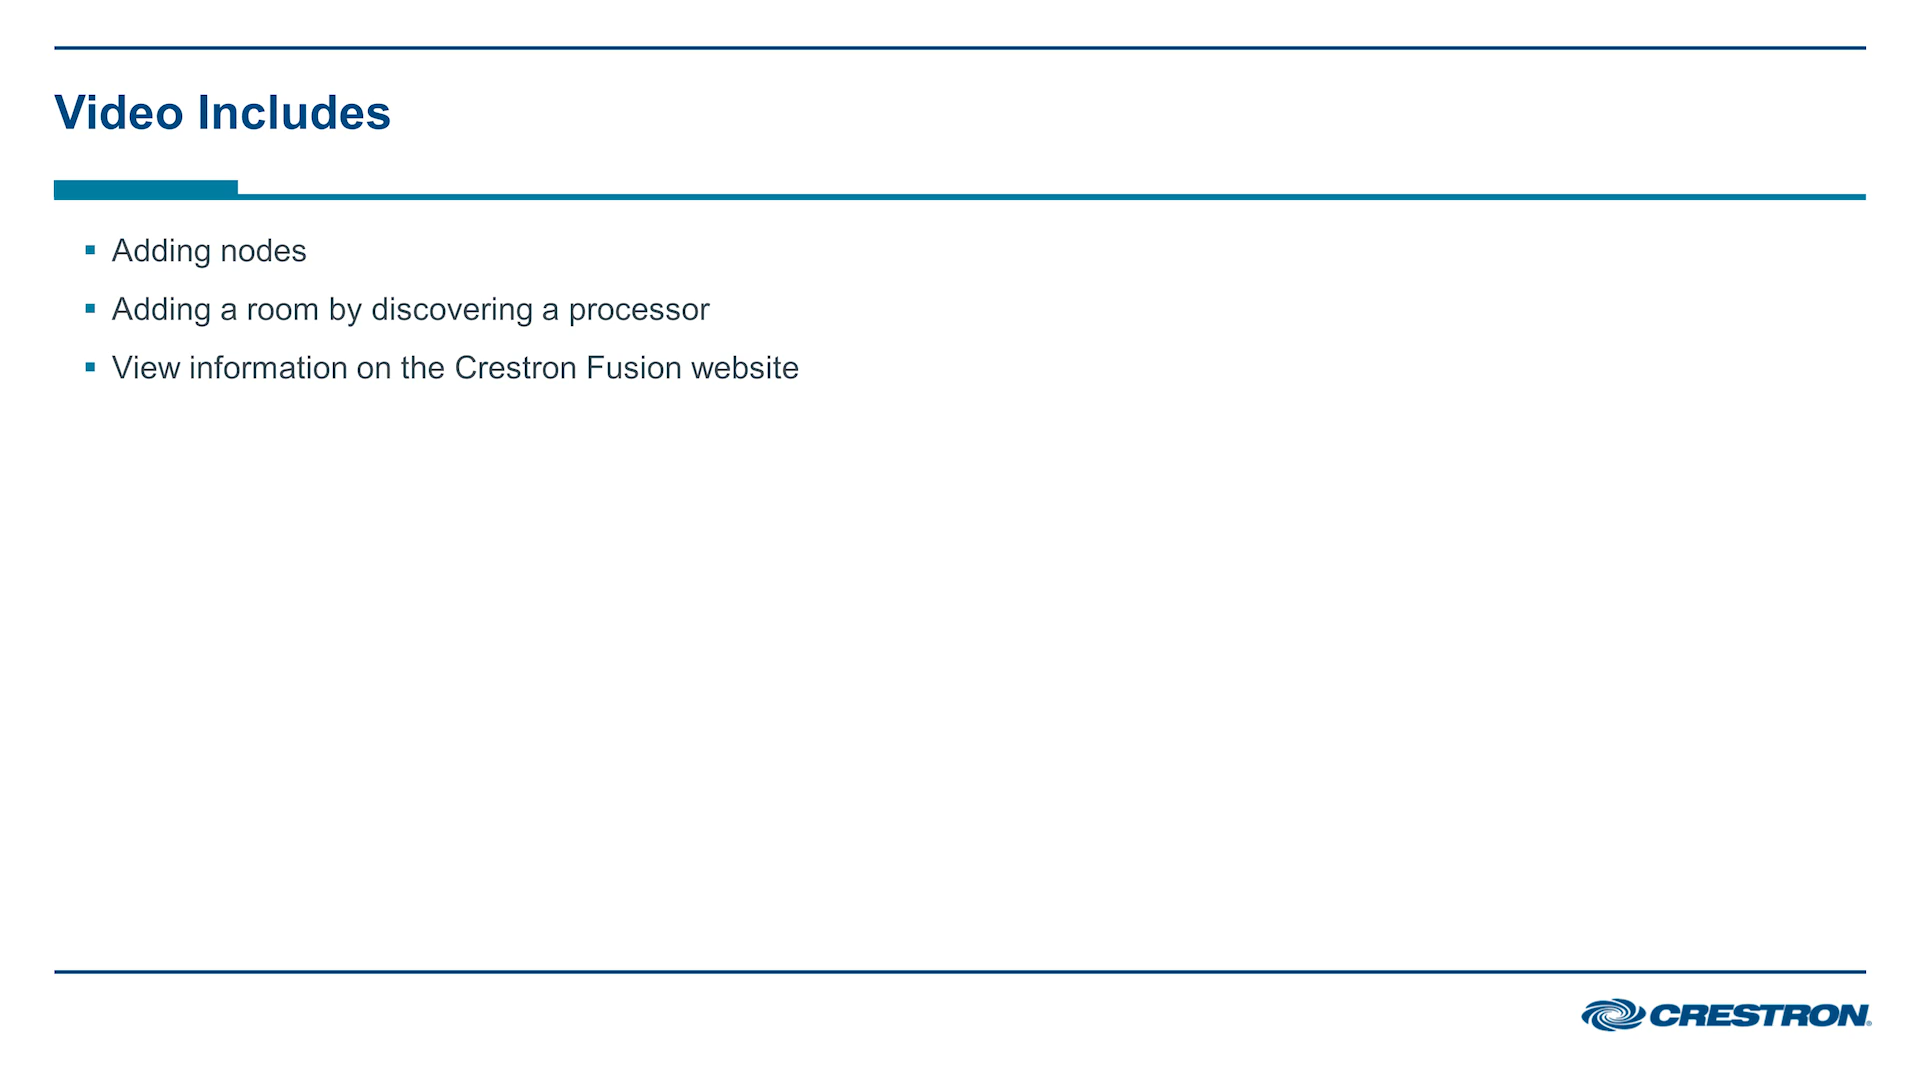 Video Includes
Adding nodes
Adding a room by discovering a processor
View information on the Crestron Fusion website
CRESTRON